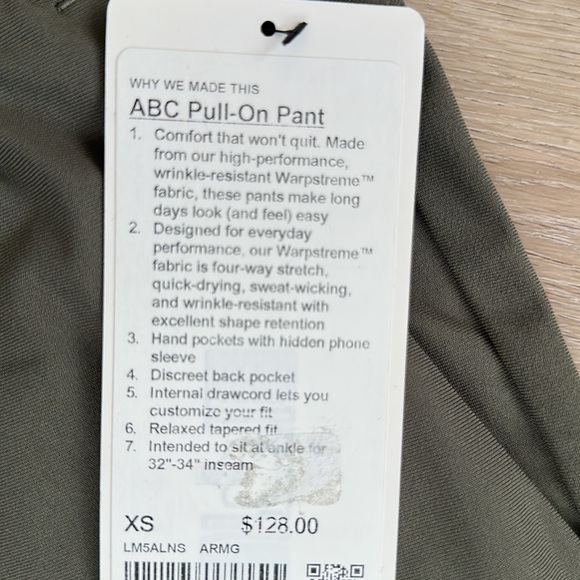 WHY WE MADE THIS
ABC Pull-On Pant
1. Comfort that won't quit. Made
from our high-performance,
wrinkle-resistant Warpstreme™
fabric, these pants make long
days look (and feel) easy
2. Designed for everyday
performance, our Warpstreme™
fabric is four-way stretch,
quick-drying, sweat-wicking,
and wrinkle-resistant with
excellent shape retention
3. Hand pockets with hidden phone
sleeve
4. Discreet back pocket
5. Internal drawcord lets you
customize your fit
6. Relaxed tapered fit
7. Intended to sit at ankle for
32"-34" inseam
XS $128.00
LM5ALNS ARMG